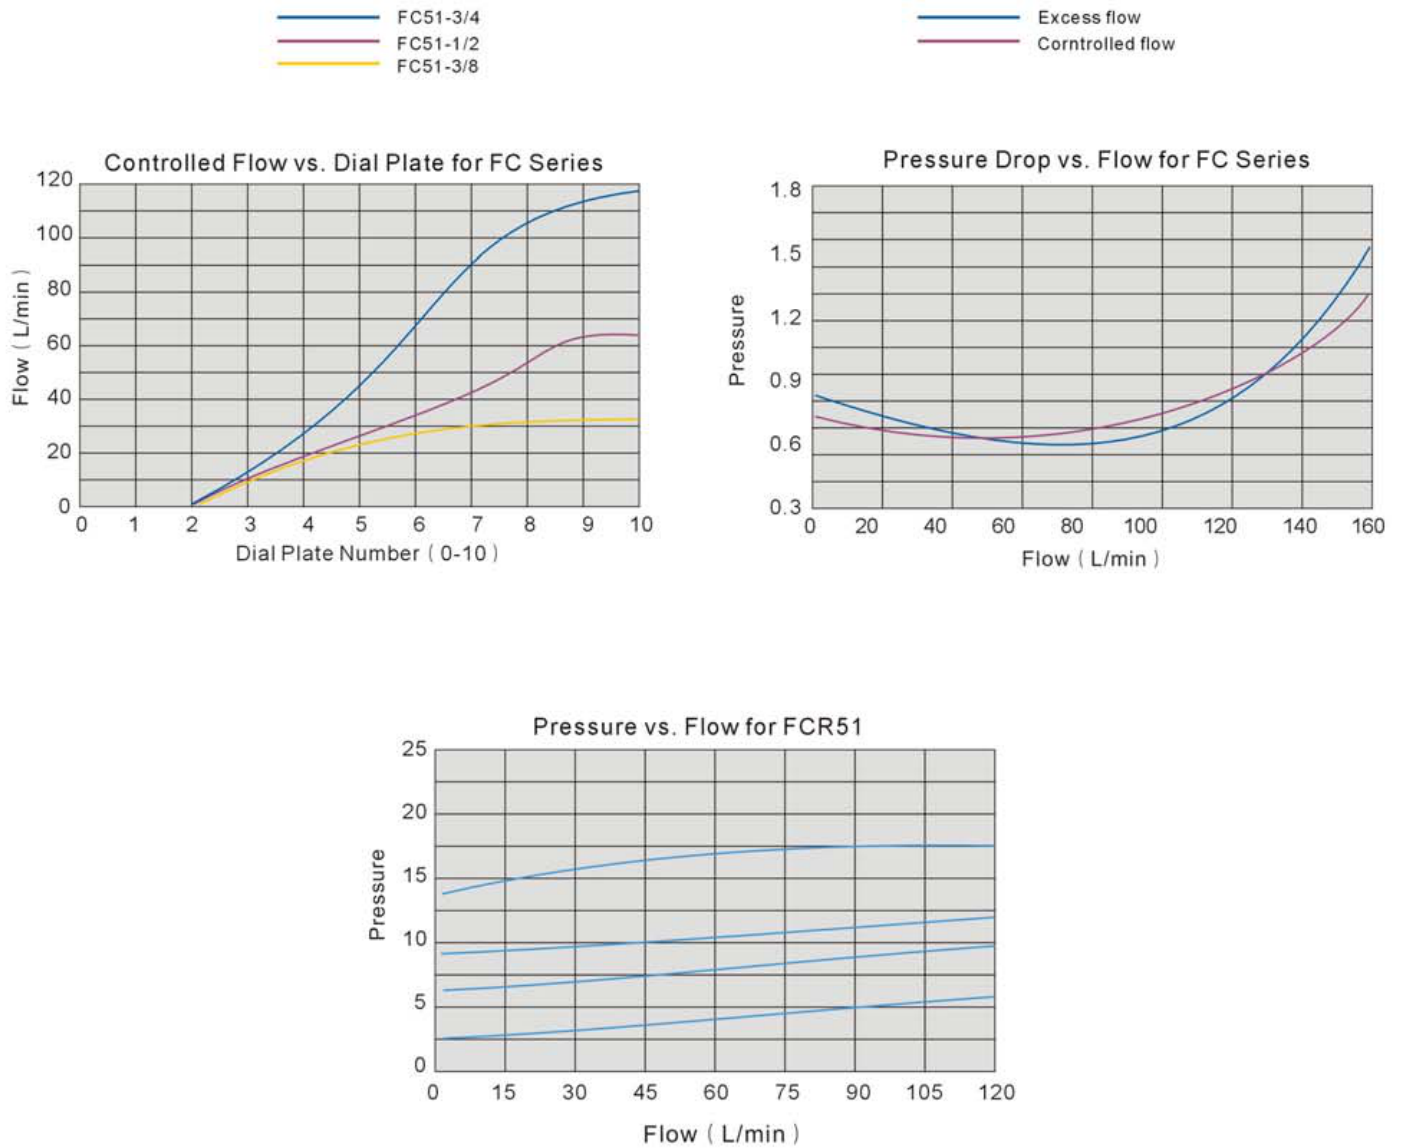 FC51-3/4
FC51-1/2
FC51-3/8
Excess flow
Corntrolled flow
Controlled Flow vs. Dial Plate for FC Series
120
100
80
60
40
20
0
Flow ( L/min )
0 1 2 3 4 5 6 7 8 9 10
Dial Plate Number ( 0-10 )
Pressure Drop vs. Flow for FC Series
1.8
1.5
1.2
0.9
0.6
0.3
Pressure
0 20 40 60 80 100 120 140 160
Flow ( L/min )
Pressure vs. Flow for FCR51
25
20
15
10
5
0
Pressure
0 15 30 45 60 75 90 105 120
Flow ( L/min )